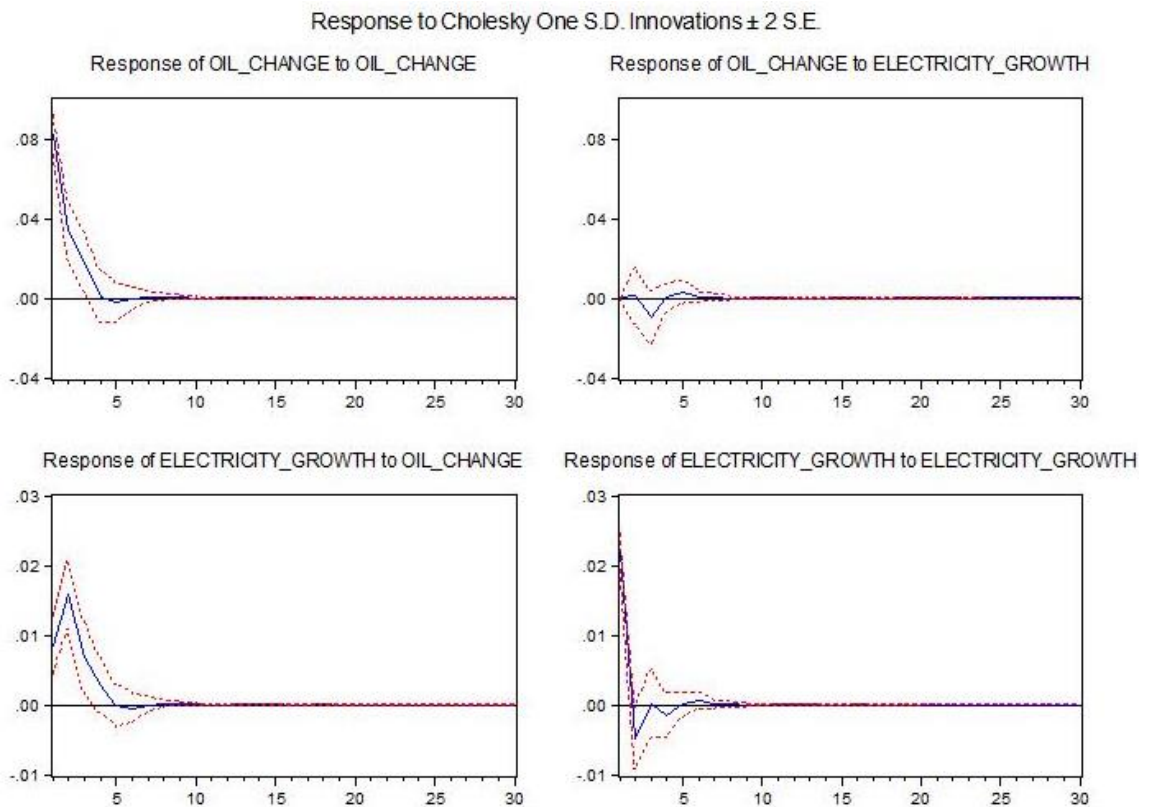 Response to Cholesky One S.D. Innovations ± 2 S.E.
Response of OIL_CHANGE to OIL_CHANGE
.08
.04
.00
-.04
5 10 15 20 25 30
Response of OIL_CHANGE to ELECTRICITY_GROWTH
.08
.04
.00
-.04
5 10 15 20 25 30
Response of ELECTRICITY_GROWTH to OIL_CHANGE
.03
.02
.01
.00
-.01
5 10 15 20 25 30
Response of ELECTRICITY_GROWTH to ELECTRICITY_GROWTH
.03
.02
.01
.00
-.01
5 10 15 20 25 30